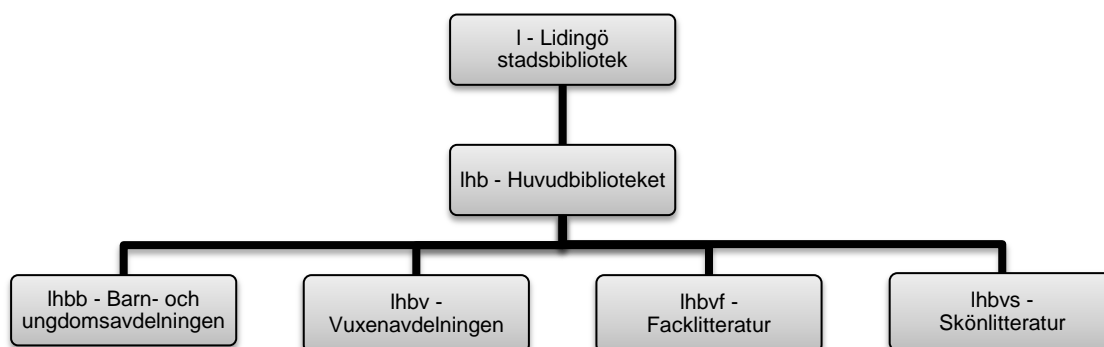 l - Lidingö
stadsbibliotek
lhb - Huvudbiblioteket
lhbb - Barn- och
ungdomsavdelningen
lhbv -
Vuxenavdelningen
lhbvf -
Facklitteratur
lhbvs -
Skönlitteratur